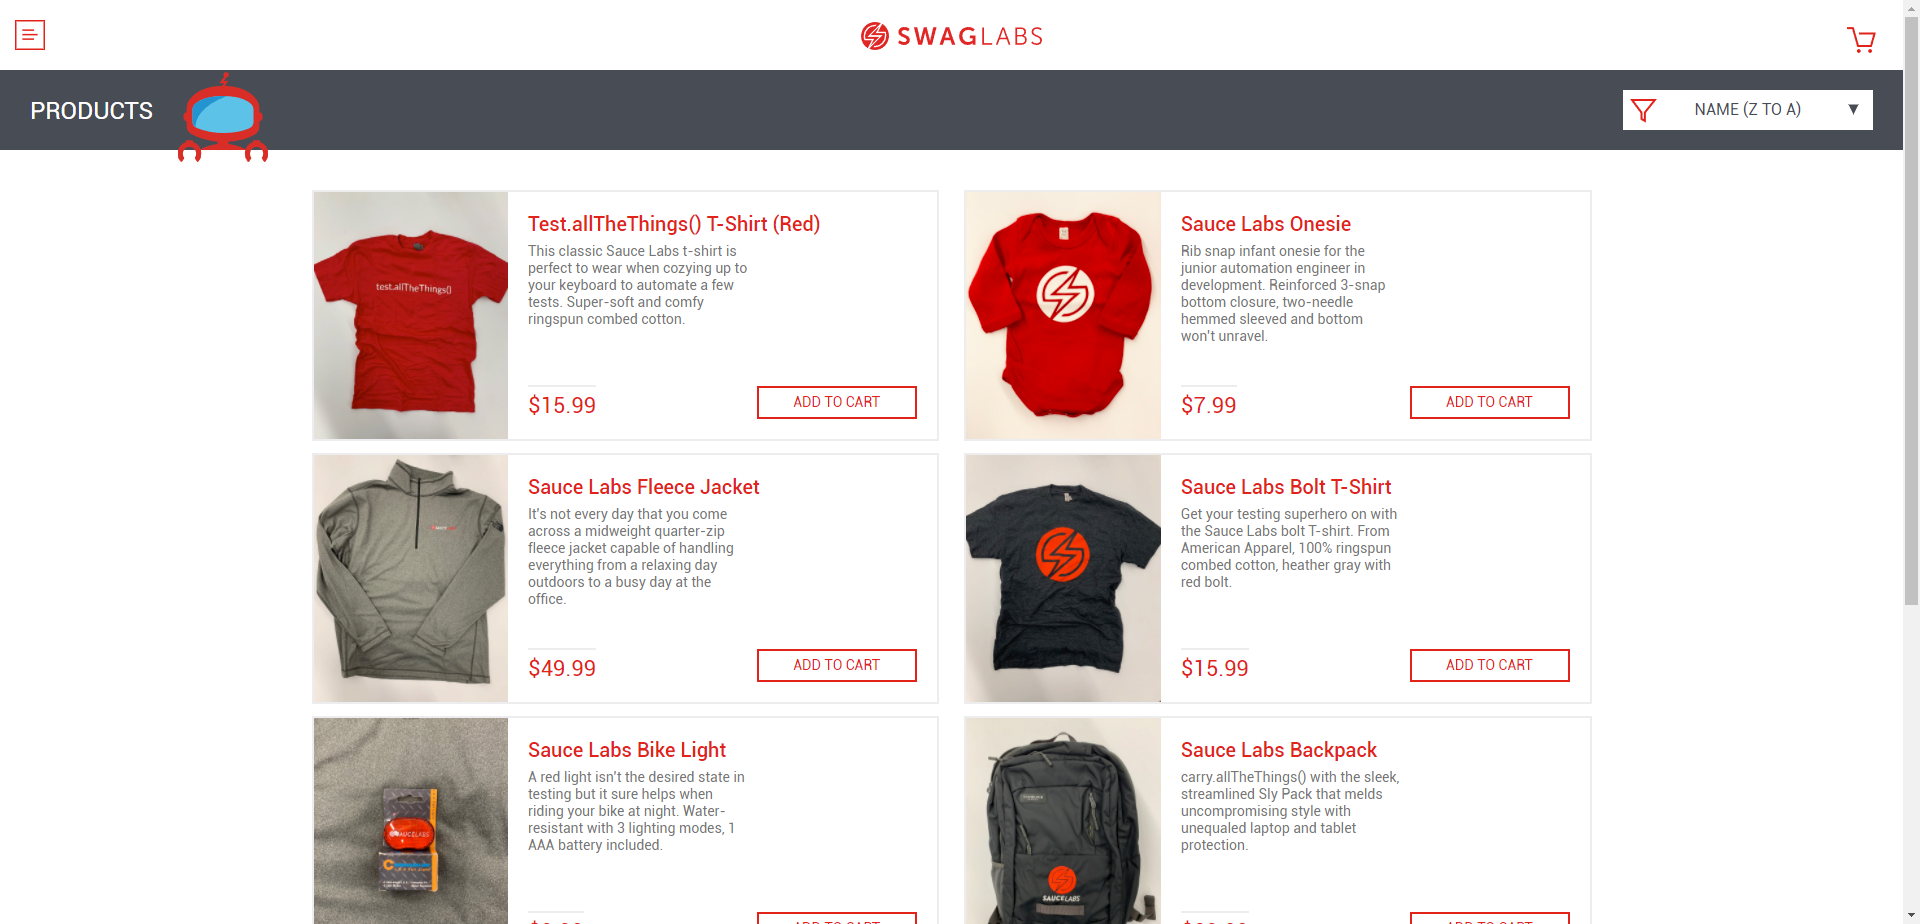 SWAGLABS
PRODUCTS
NAME (Z TO A)
test.allTheThings()
Test.allTheThings() T-Shirt (Red)
This classic Sauce Labs t-shirt is
perfect to wear when cozying up to
your keyboard to automate a few
tests. Super-soft and comfy
ringspun combed cotton.
$15.99
ADD TO CART
Sauce Labs Onesie
Rib snap infant onesie for the
junior automation engineer in
development. Reinforced 3-snap
bottom closure, two-needle
hemmed sleeved and bottom
won't unravel.
$7.99
ADD TO CART
Sauce Labs Fleece Jacket
It's not every day that you come
across a midweight quarter-zip
fleece jacket capable of handling
everything from a relaxing day
outdoors to a busy day at the
office.
$49.99
ADD TO CART
Sauce Labs Bolt T-Shirt
Get your testing superhero on with
the Sauce Labs bolt T-shirt. From
American Apparel, 100% ringspun
combed cotton, heather gray with
red bolt.
$15.99
ADD TO CART
SAUCELABS
Sauce Labs Bike Light
A red light isn't the desired state in
testing but it sure helps when
riding your bike at night. Water-
resistant with 3 lighting modes, 1
AAA battery included.
ADD TO CART
SAUCELABS
Sauce Labs Backpack
carry.allTheThings() with the sleek,
streamlined Sly Pack that melds
uncompromising style with
unequaled laptop and tablet
protection.
ADD TO CART